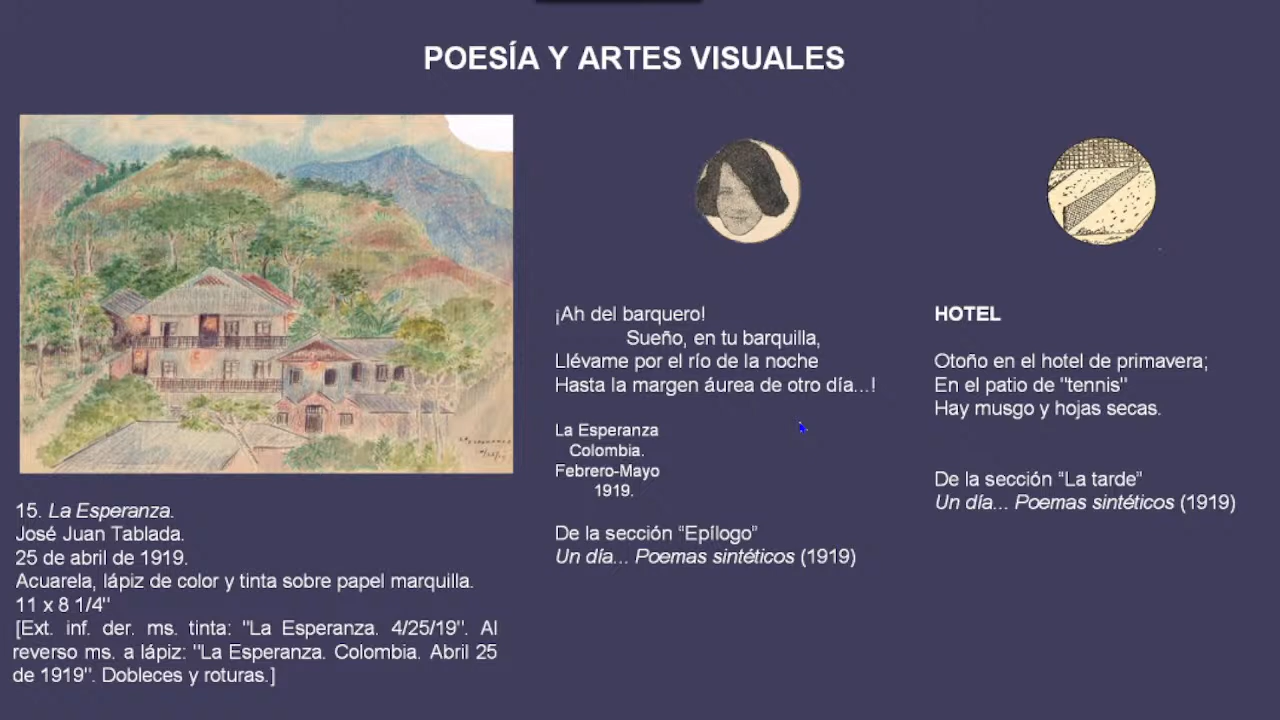 POESÍA Y ARTES VISUALES
15. La Esperanza.
José Juan Tablada.
25 de abril de 1919.
Acuarela, lápiz de color y tinta sobre papel marquilla.
11 x 8 1/4"
[Ext. inf. der. ms. tinta: "La Esperanza. 4/25/19". Al
reverso ms. a lápiz: "La Esperanza. Colombia. Abril 25
de 1919". Dobleces y roturas.]
¡Ah del barquero!
Sueño, en tu barquilla,
Llévame por el río de la noche
Hasta la margen áurea de otro día...!
La Esperanza
Colombia.
Febrero-Mayo
1919.
De la sección “Epílogo”
Un día... Poemas sintéticos (1919)
HOTEL
Otoño en el hotel de primavera;
En el patio de "tennis"
Hay musgo y hojas secas.
De la sección “La tarde”
Un día... Poemas sintéticos (1919)